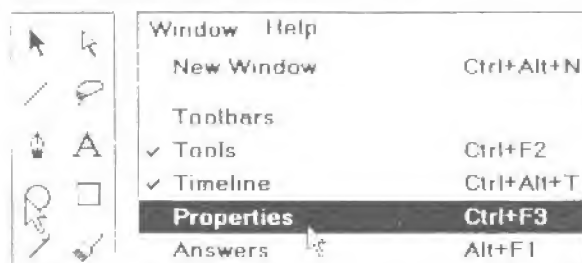 Window Help
New Window Ctrl+Alt+N
Toolbars
✓ Tools Ctrl+F2
✓ Timeline Ctrl+Alt+T
Properties Ctrl+F3
Answers Alt+F1
A